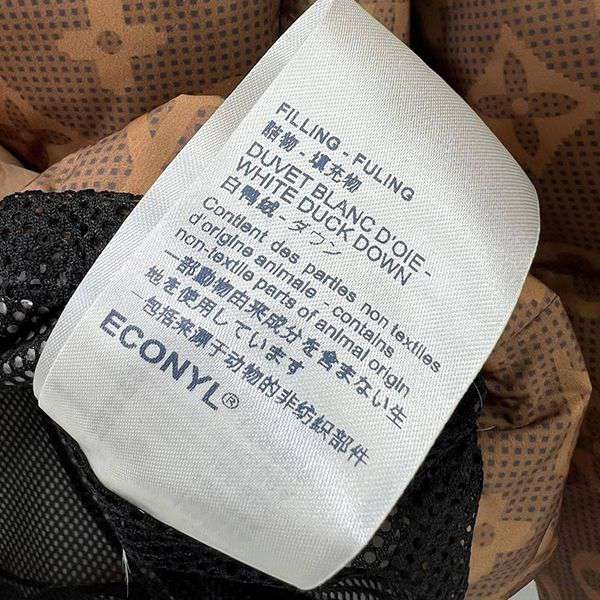 FILLING - FULING
詰物 - 填充物
DUVET BLANC D'OIE -
WHITE DUCK DOWN
白鸭绒 - ダウン
Contient des parties non textiles
d'origine animale - contains
non-textile parts of animal origin
一部動物由来成分を含まない生
地を使用しています
一包括来源于动物的非纺织部件
ECONYL®